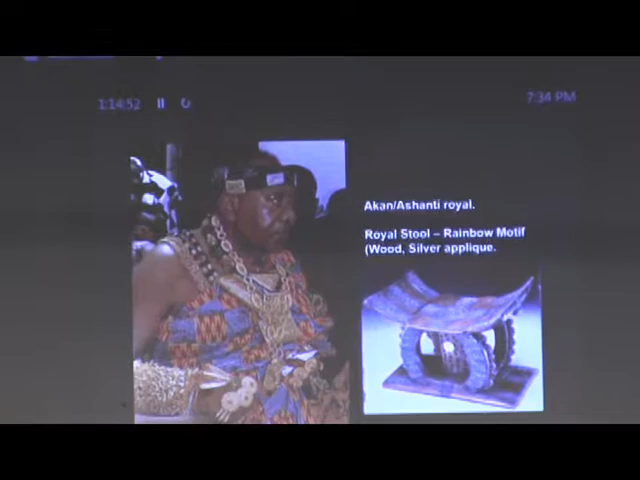 1:14:52
7:34 PM
Akan/Ashanti royal.
Royal Stool – Rainbow Motif
(Wood, Silver applique.